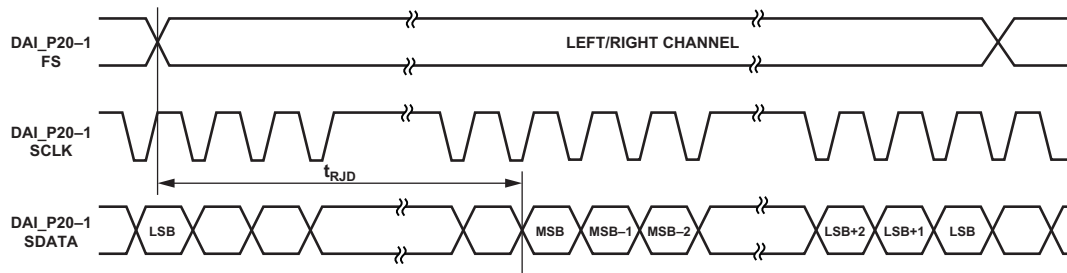 DAI_P20–1
FS
LEFT/RIGHT CHANNEL
DAI_P20–1
SCLK
tRJD
DAI_P20–1
SDATA
LSB
MSB
MSB–1
MSB–2
LSB+2
LSB+1
LSB